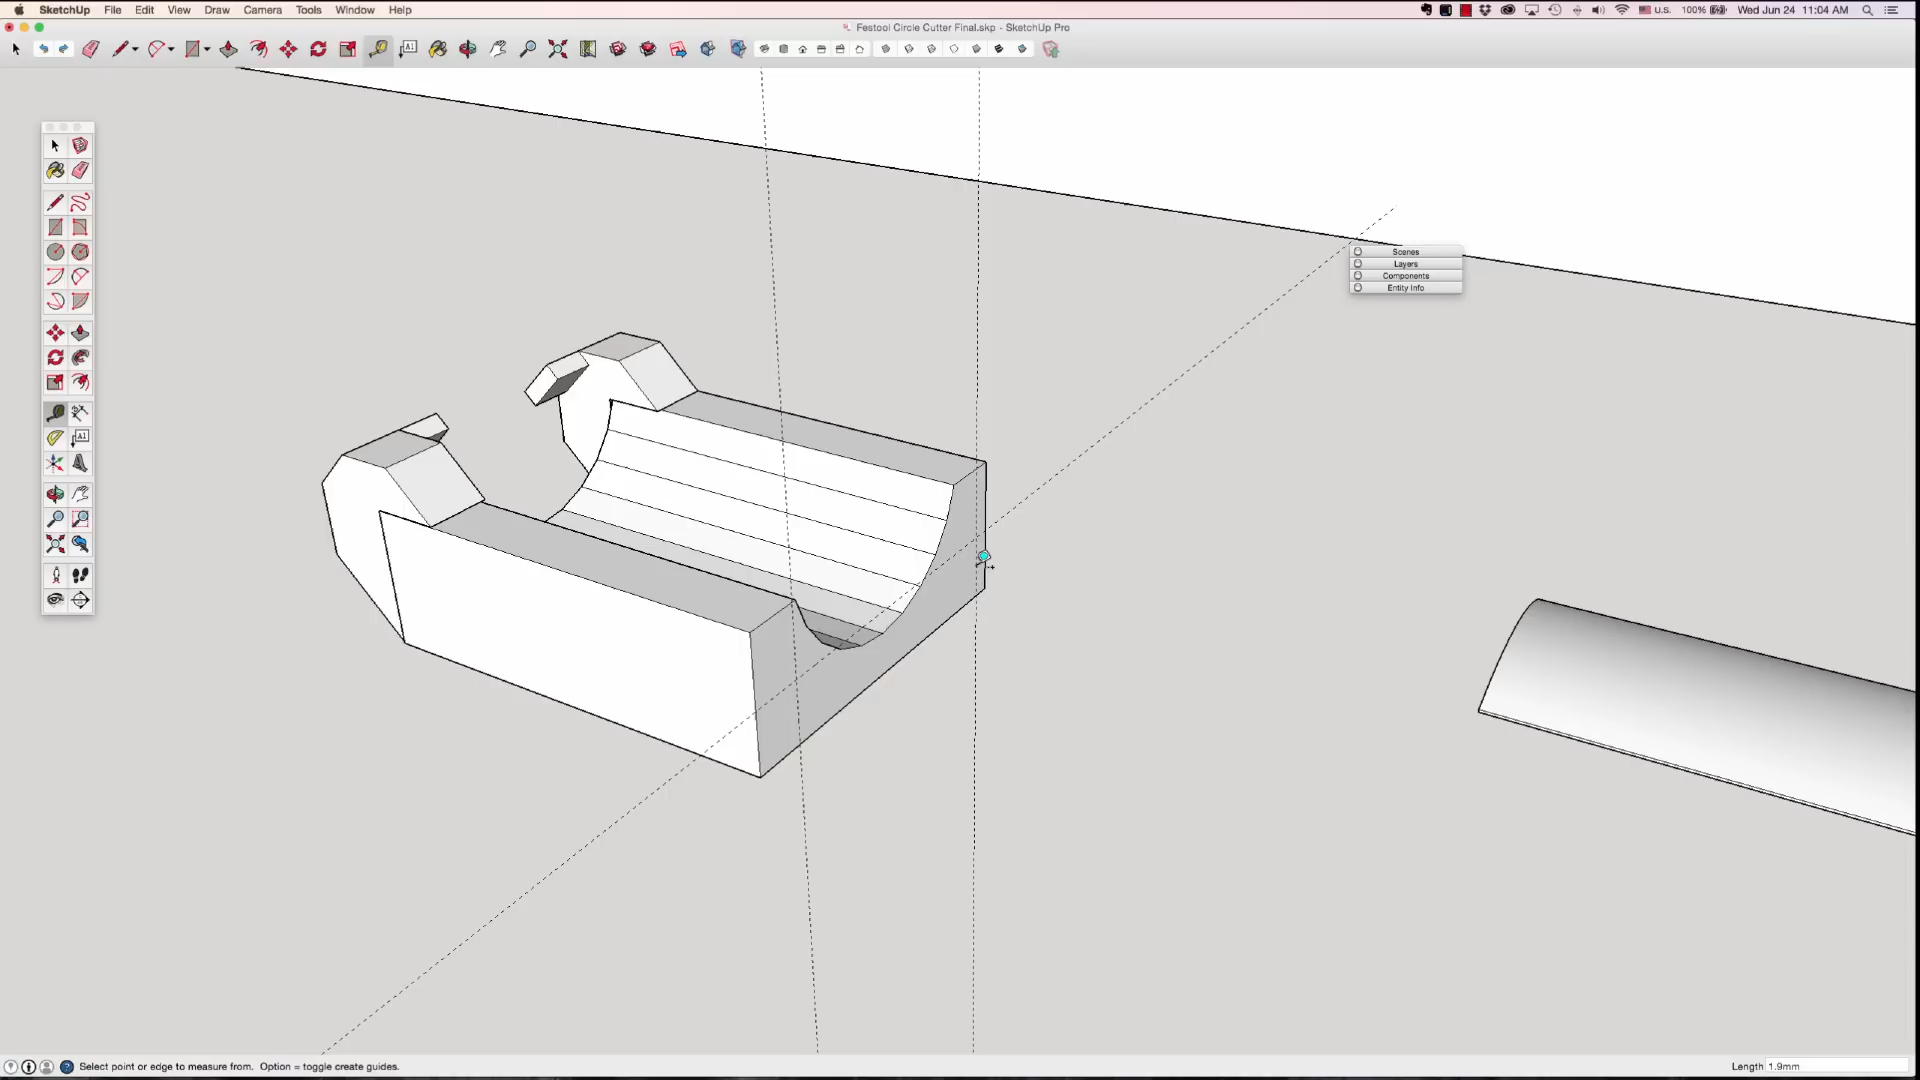 SketchUp File Edit View Draw Camera Tools Window Help
U.S. 100% Wed Jun 24 11:04 AM
Festool Circle Cutter Final.skp - SketchUp Pro
A1
Scenes
Layers
Components
Entity Info
A1
Select point or edge to measure from. Option = toggle create guides.
Length 1.9mm